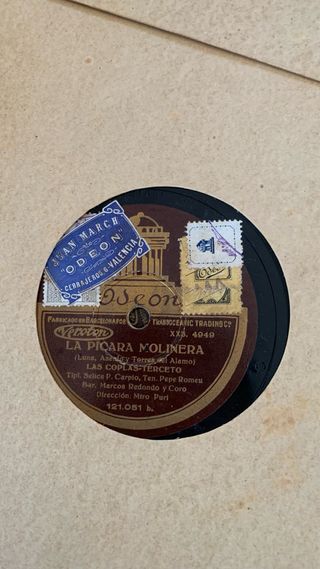 JUAN MARCH
"ODEON"
CERRAJEROS, 6 - VALENCIA
Odeon
FABRICADO EN BARCELONA POR TRANSOCEANIC TRADING Co
Veroton
XXS. 4949
LA PICARA MOLINERA
(Luna, Asenjo y Torres del Alamo)
LAS COPLAS-TERCETO
Tipl. Selica P. Carpio, Ten. Pepe Romeu
Bar. Marcos Redondo y Coro
Dirección: Mtro Puri
121.051 b.